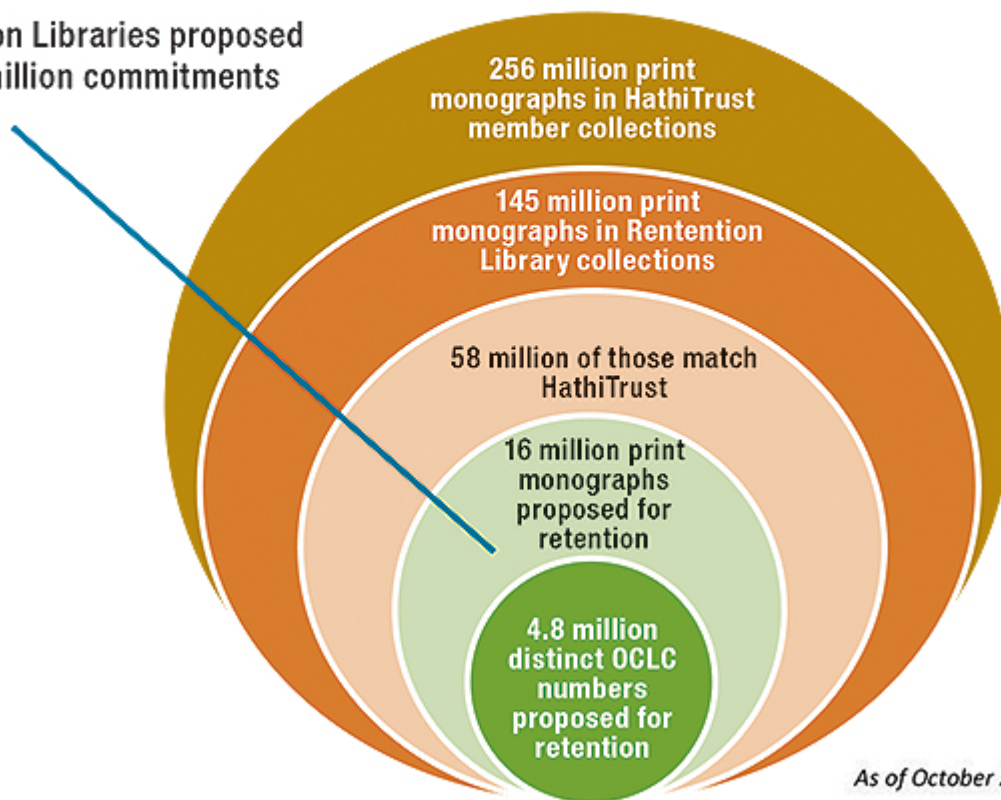 on Libraries proposed
million commitments
256 million print
monographs in HathiTrust
member collections
145 million print
monographs in Rentention
Library collections
58 million of those match
HathiTrust
16 million print
monographs
proposed for
retention
4.8 million
distinct OCLC
numbers
proposed for
retention
As of October